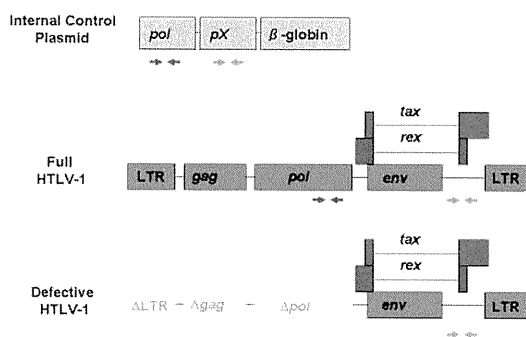 Internal Control
Plasmid
pol pX β-globin
tax
rex
Full
HTLV-1
LTR gag pol env LTR
tax
rex
Defective
HTLV-1
ΔLTR Δgag Δpol env LTR